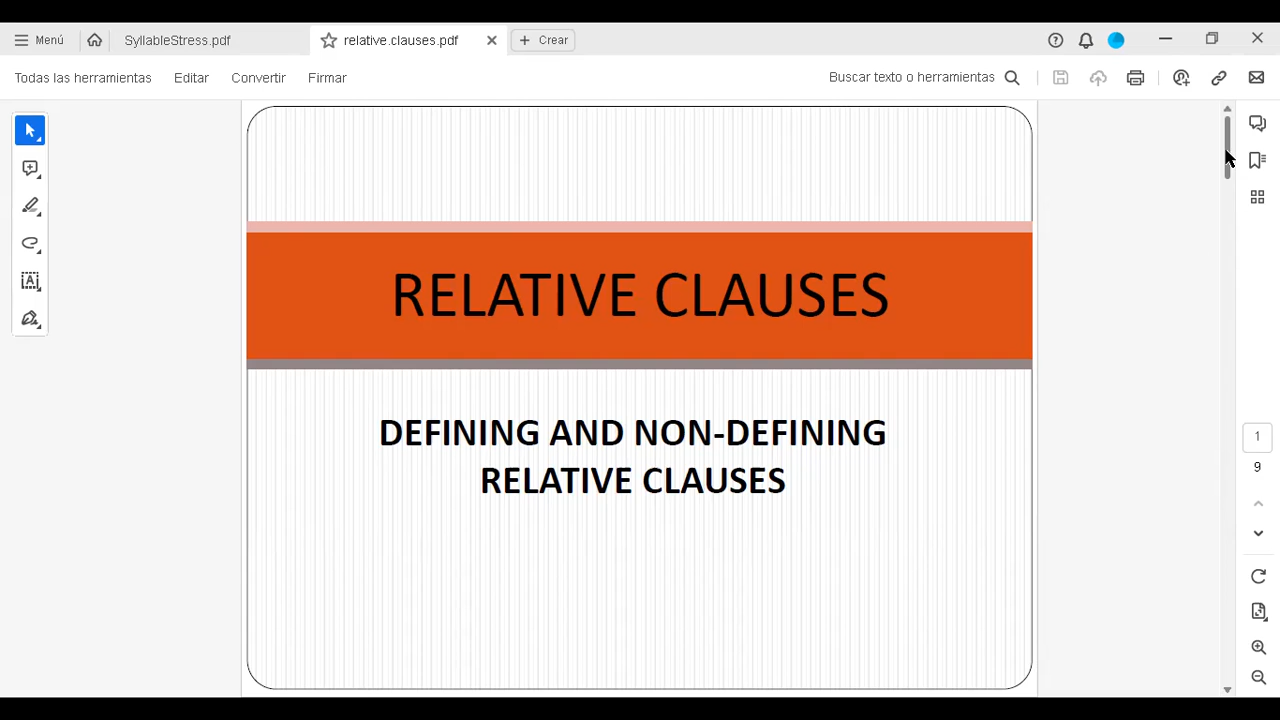 Menú
SyllableStress.pdf
relative.clauses.pdf
Crear
Todas las herramientas
Editar
Convertir
Firmar
Buscar texto o herramientas
RELATIVE CLAUSES
DEFINING AND NON-DEFINING
RELATIVE CLAUSES
1
9